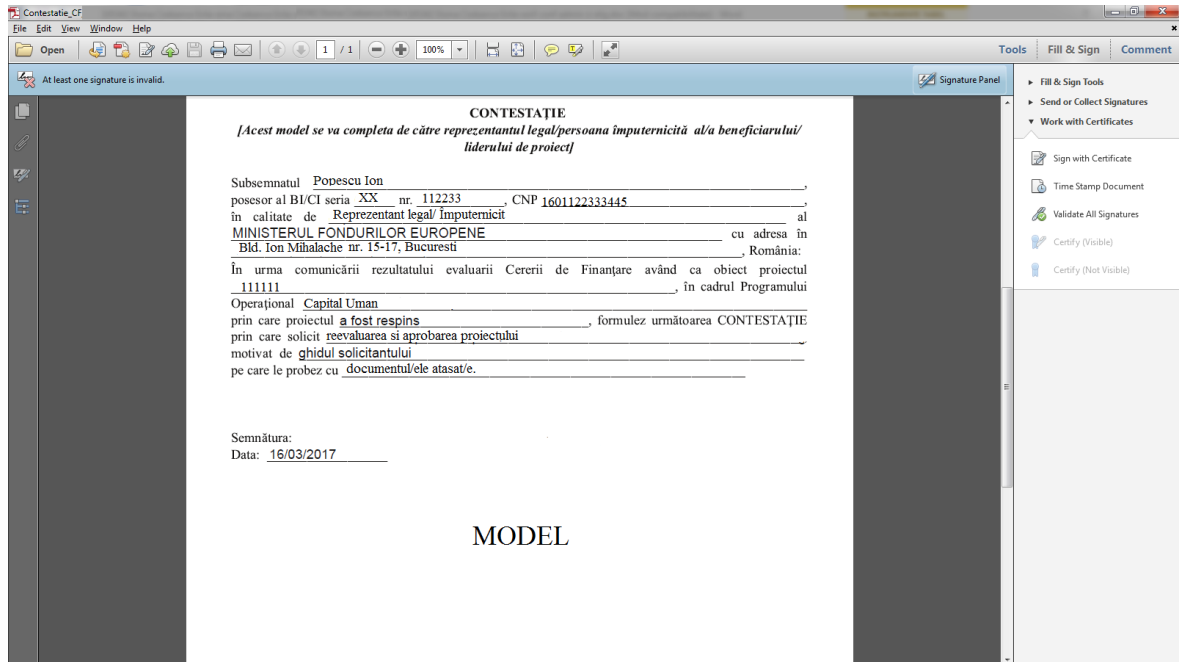 Contestatie_CF
File Edit View Window Help
Open 1 / 1 100% Tools Fill & Sign Comment
At least one signature is invalid. Signature Panel
Fill & Sign Tools
Send or Collect Signatures
Work with Certificates
Sign with Certificate
Time Stamp Document
Validate All Signatures
Certify (Visible)
Certify (Not Visible)
CONTESTAȚIE
[Acest model se va completa de către reprezentantul legal/persoana împuternicită al/a beneficiarului/
liderului de proiect]
Subsemnatul Popescu Ion,
posesor al BI/CI seria XX nr. 112233, CNP 1601122333445,
în calitate de Reprezentant legal/ Împuternicit al
MINISTERUL FONDURILOR EUROPENE cu adresa în
Bld. Ion Mihalache nr. 15-17, Bucuresti, România:
În urma comunicării rezultatului evaluarii Cererii de Finanțare având ca obiect proiectul
111111, în cadrul Programului
Operațional Capital Uman
prin care proiectul a fost respins, formulez următoarea CONTESTAȚIE
prin care solicit reevaluarea si aprobarea proiectului
motivat de ghidul solicitantului
pe care le probez cu documentul/ele atasat/e.
Semnătura:
Data: 16/03/2017
MODEL